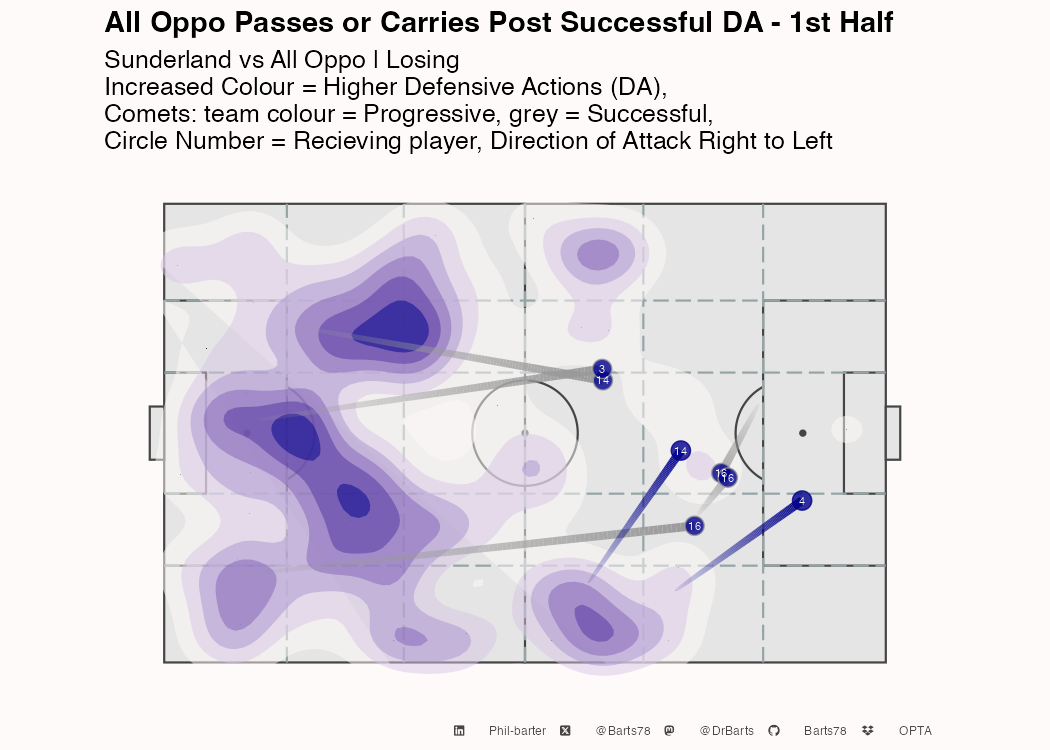 All Oppo Passes or Carries Post Successful DA - 1st Half
Sunderland vs All Oppo | Losing
Increased Colour = Higher Defensive Actions (DA),
Comets: team colour = Progressive, grey = Successful,
Circle Number = Recieving player, Direction of Attack Right to Left
3
14
14
16
16
4
16
Phil-barter @Barts78 @DrBarts Barts78 OPTA